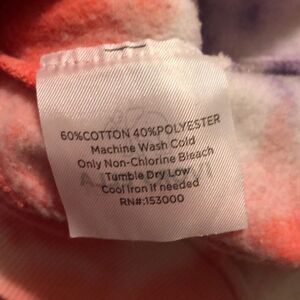 60%COTTON 40%POLYESTER
Machine Wash Cold
Only Non-Chlorine Bleach
Tumble Dry Low
Cool Iron if needed
RN#:153000